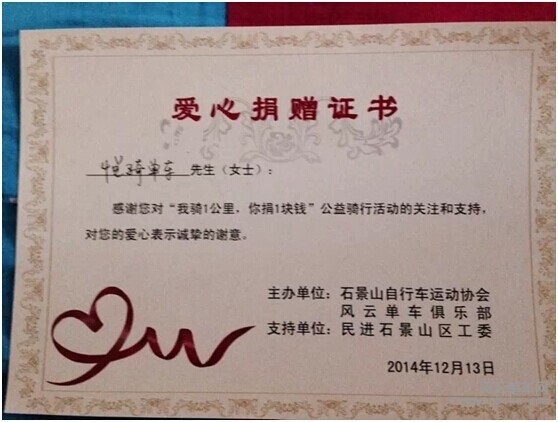 爱心捐赠证书
悦骑单车 先生（女士）：
感谢您对“我骑1公里，你捐1块钱”公益骑行活动的关注和支持，
对您的爱心表示诚挚的谢意。
主办单位：石景山自行车运动协会
风云单车俱乐部
支持单位：民进石景山区工委
2014年12月13日